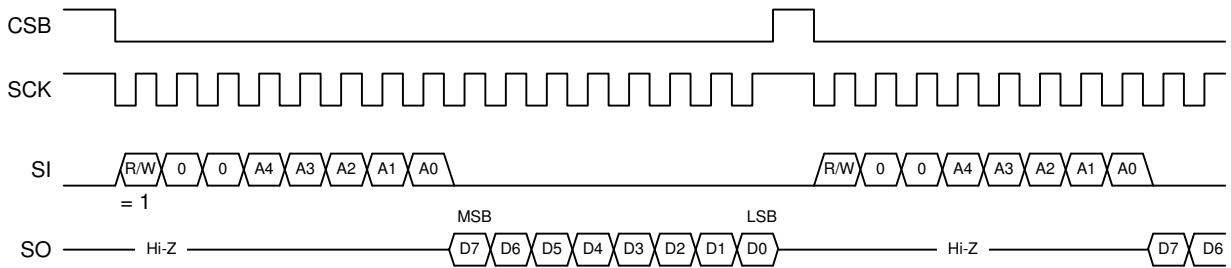 CSB
SCK
SI R/W 0 0 A4 A3 A2 A1 A0 R/W 0 0 A4 A3 A2 A1 A0
= 1
MSB LSB
SO Hi-Z D7 D6 D5 D4 D3 D2 D1 D0 Hi-Z D7 D6